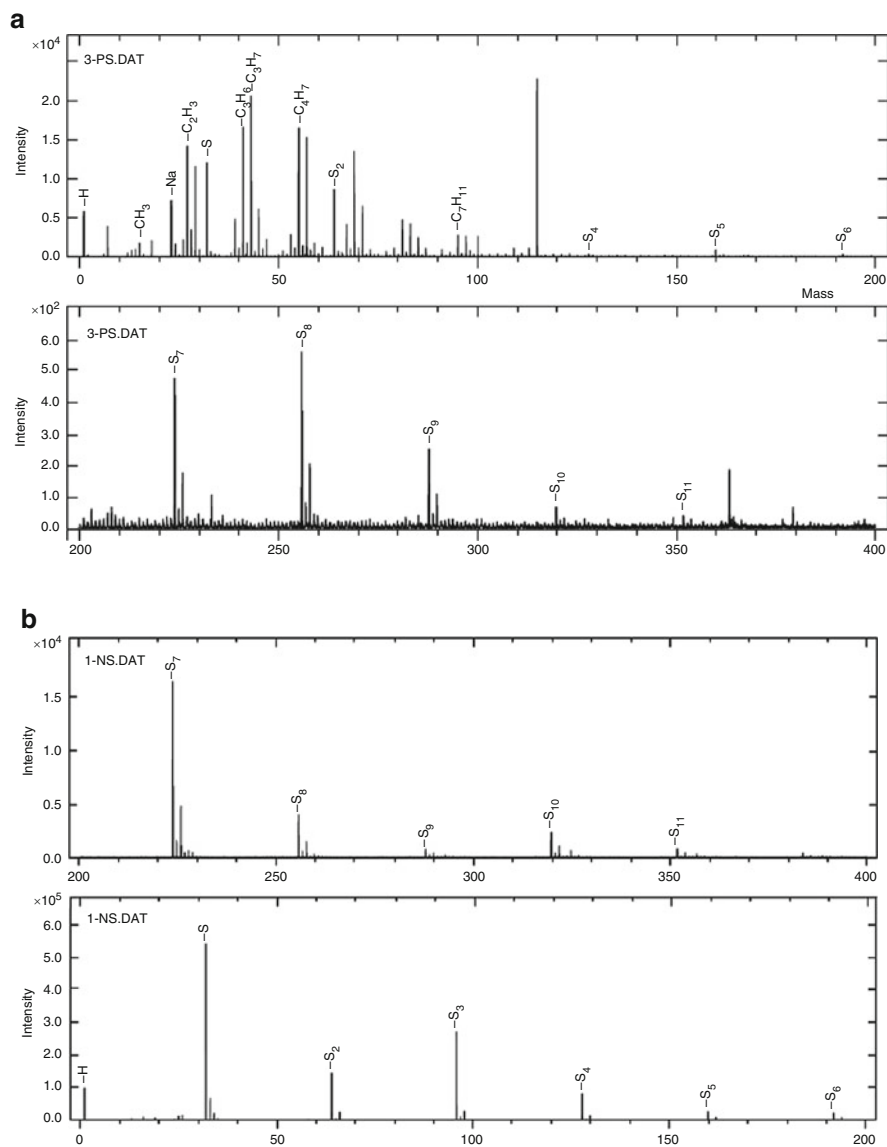 a
×10⁴
3-PS.DAT
Intensity
2.0
1.5
1.0
0.5
0.0
–H
CH₃
–Na
–C₂H₃
–S
–C₃H₆
–C₃H₇
–C₄H₇
–S₂
–C₇H₁₁
–S₄
–S₅
–S₆
0
50
100
150
200
Mass
×10²
3-PS.DAT
Intensity
6.0
5.0
4.0
3.0
2.0
1.0
0.0
–S₇
–S₈
–S₉
–S₁₀
–S₁₁
200
250
300
350
400
b
×10⁴
1-NS.DAT
Intensity
1.5
1.0
0.5
0.0
–S₇
–S₈
–S₉
–S₁₀
–S₁₁
200
250
300
350
400
×10⁵
1-NS.DAT
Intensity
6.0
5.0
4.0
3.0
2.0
1.0
0.0
–H
–S
–S₂
–S₃
–S₄
–S₅
–S₆
0
50
100
150
200